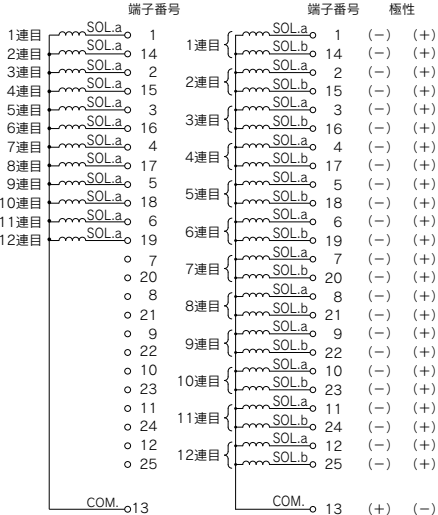 端子番号 端子番号 極性
1連目 SOL.a 1
2連目 SOL.a 14
3連目 SOL.a 2
4連目 SOL.a 15
5連目 SOL.a 3
6連目 SOL.a 16
7連目 SOL.a 4
8連目 SOL.a 17
9連目 SOL.a 5
10連目 SOL.a 18
11連目 SOL.a 6
12連目 SOL.a 19
7
20
8
21
9
22
10
23
11
24
12
25
COM. 13
1連目 SOL.a 1 (−) (+)
SOL.b 14 (−) (+)
2連目 SOL.a 2 (−) (+)
SOL.b 15 (−) (+)
3連目 SOL.a 3 (−) (+)
SOL.b 16 (−) (+)
4連目 SOL.a 4 (−) (+)
SOL.b 17 (−) (+)
5連目 SOL.a 5 (−) (+)
SOL.b 18 (−) (+)
6連目 SOL.a 6 (−) (+)
SOL.b 19 (−) (+)
7連目 SOL.a 7 (−) (+)
SOL.b 20 (−) (+)
8連目 SOL.a 8 (−) (+)
SOL.b 21 (−) (+)
9連目 SOL.a 9 (−) (+)
SOL.b 22 (−) (+)
10連目 SOL.a 10 (−) (+)
SOL.b 23 (−) (+)
11連目 SOL.a 11 (−) (+)
SOL.b 24 (−) (+)
12連目 SOL.a 12 (−) (+)
SOL.b 25 (−) (+)
COM. 13 (+) (−)